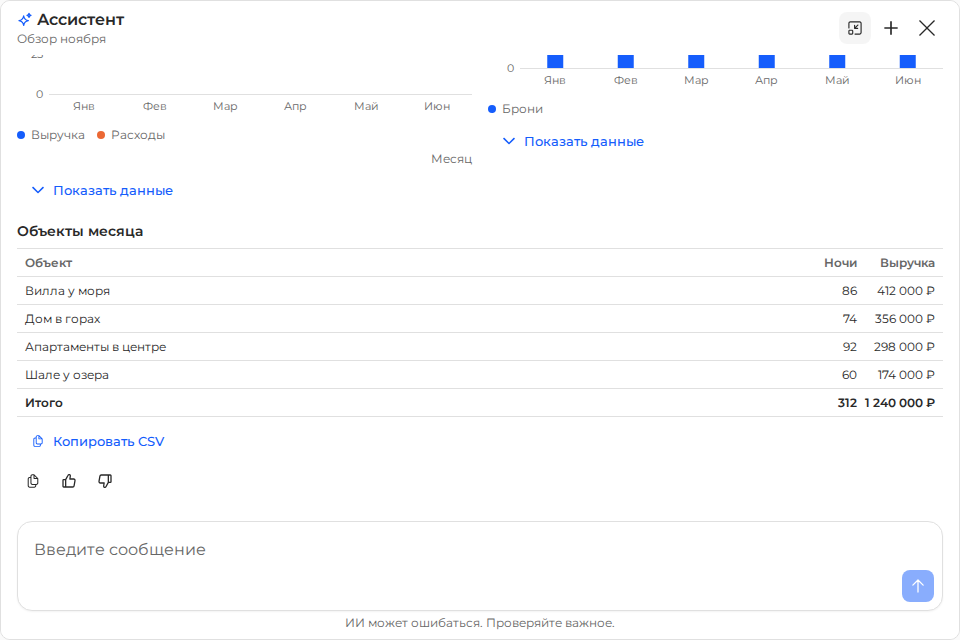 Ассистент
Обзор ноября
0
Янв Фев Мар Апр Май Июн
Выручка Расходы
Месяц
Показать данные
0
Янв Фев Мар Апр Май Июн
Брони
Показать данные
Объекты месяца
Объект Ночи Выручка
Вилла у моря 86 412 000 ₽
Дом в горах 74 356 000 ₽
Апартаменты в центре 92 298 000 ₽
Шале у озера 60 174 000 ₽
Итого 312 1 240 000 ₽
Копировать CSV
Введите сообщение
ИИ может ошибаться. Проверяйте важное.